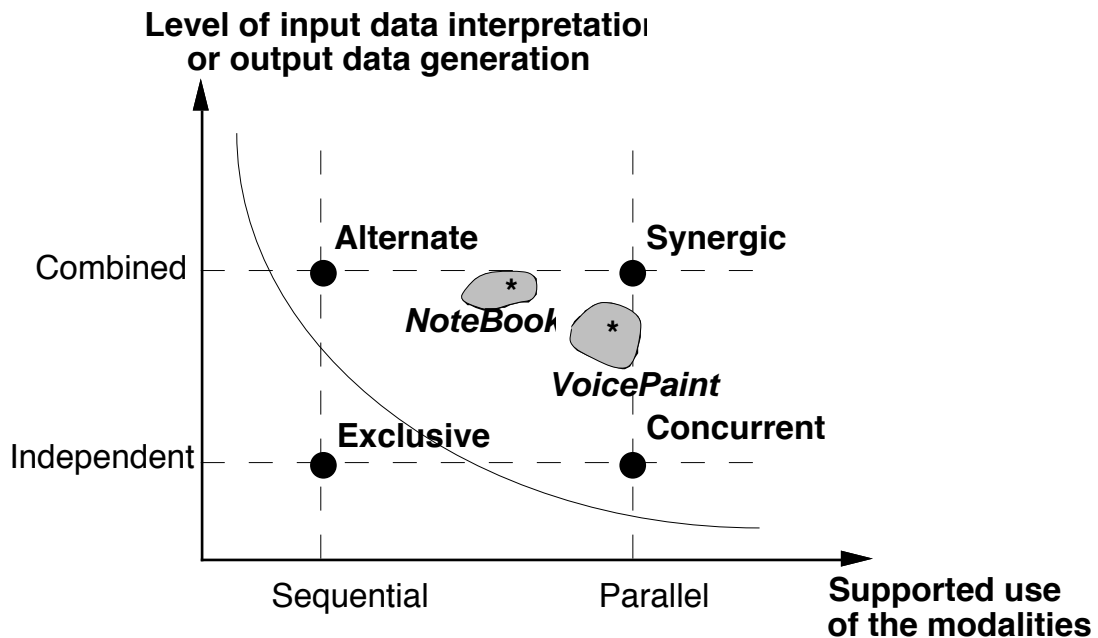 Level of input data interpretation
or output data generation
Alternate
Synergic
Combined
*
NoteBook
*
VoicePaint
Concurrent
Exclusive
Independent
Sequential
Parallel
Supported use
of the modalities